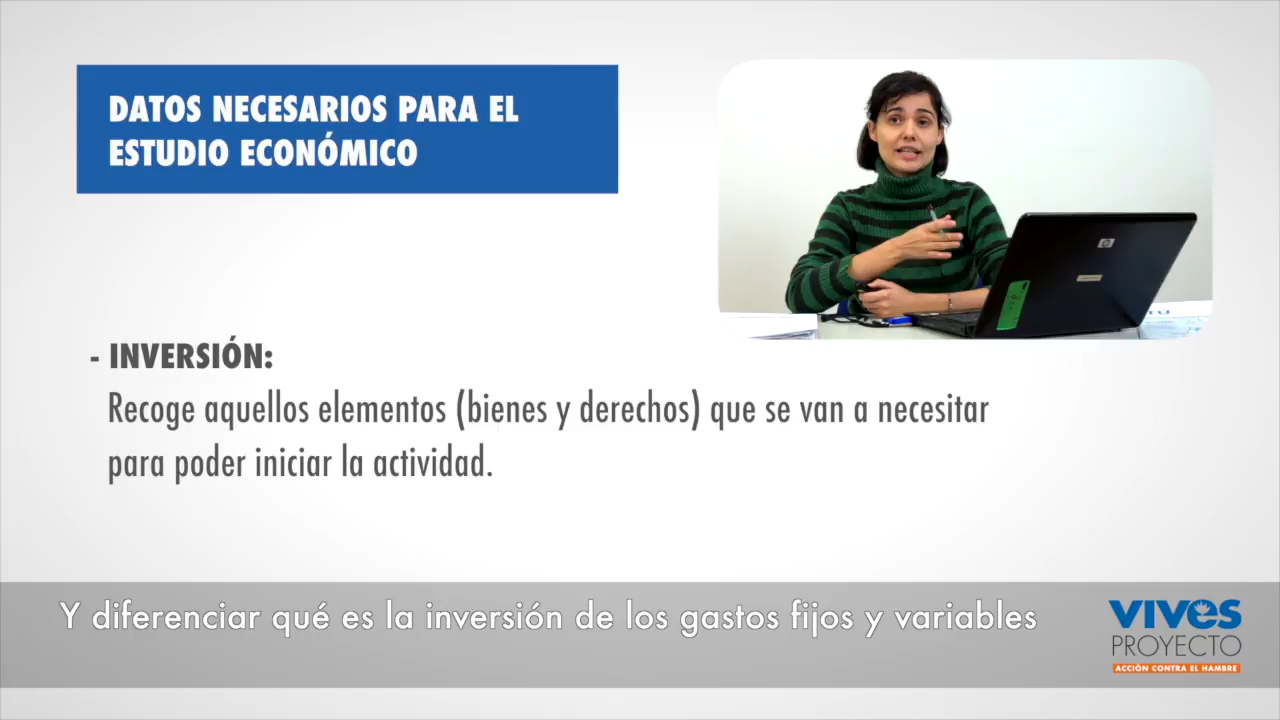 DATOS NECESARIOS PARA EL
ESTUDIO ECONÓMICO
- INVERSIÓN:
Recoge aquellos elementos (bienes y derechos) que se van a necesitar
para poder iniciar la actividad.
Y diferenciar qué es la inversión de los gastos fijos y variables
VIVES
PROYECTO
ACCIÓN CONTRA EL HAMBRE
hp